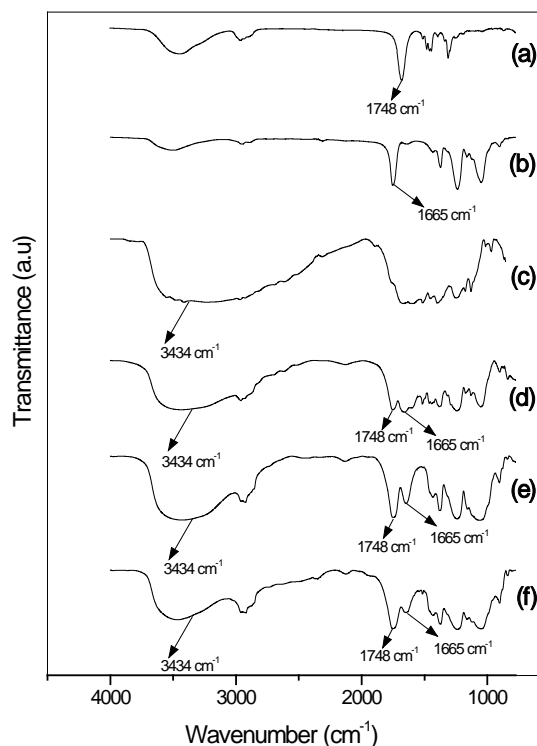 (a)
1748 cm⁻¹
(b)
1665 cm⁻¹
(c)
3434 cm⁻¹
(d)
1748 cm⁻¹
1665 cm⁻¹
3434 cm⁻¹
(e)
1748 cm⁻¹
1665 cm⁻¹
3434 cm⁻¹
(f)
1748 cm⁻¹
1665 cm⁻¹
3434 cm⁻¹
Transmittance (a.u)
4000 3000 2000 1000
Wavenumber (cm⁻¹)